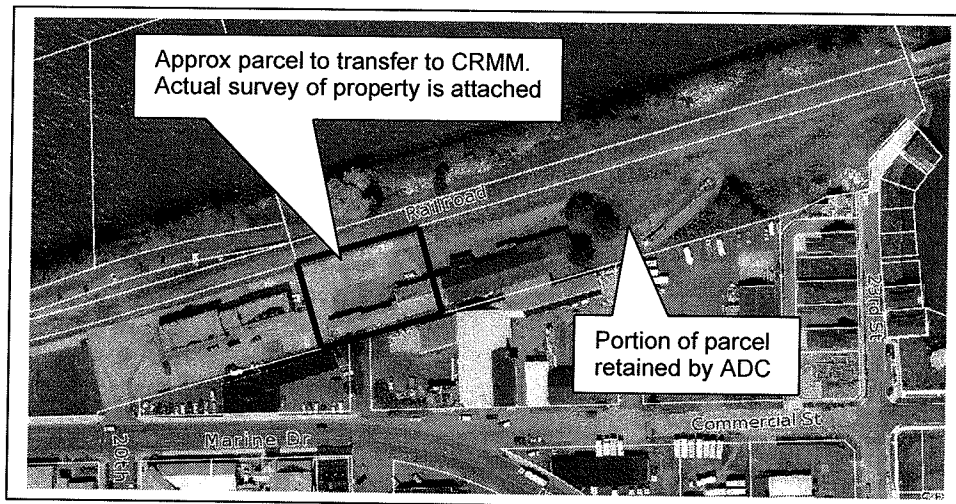 Approx parcel to transfer to CRMM.
Actual survey of property is attached
Railroad
Portion of parcel
retained by ADC
23rd St
Commercial St
Marine Dr
20th